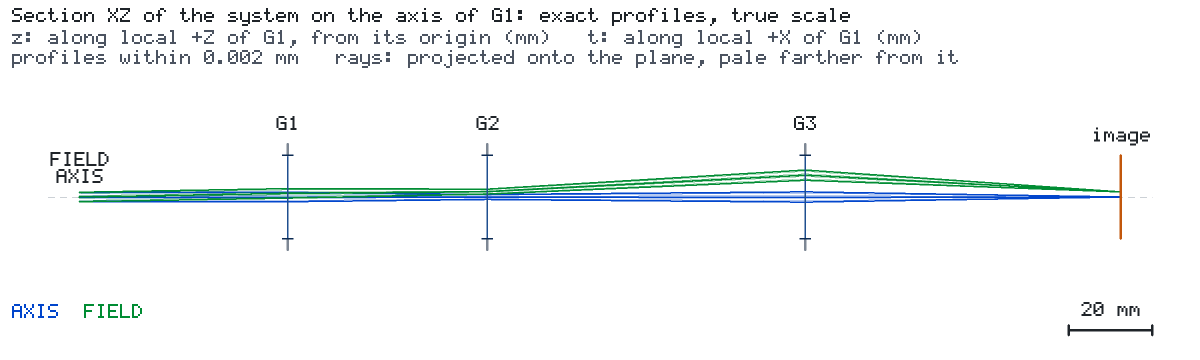 Section XZ of the system on the axis of G1: exact profiles, true scale
z: along local +Z of G1, from its origin (mm)   t: along local +X of G1 (mm)
profiles within 0.002 mm   rays: projected onto the plane, pale farther from it
G1 G2 G3
image
FIELD
AXIS
AXIS FIELD
20 mm